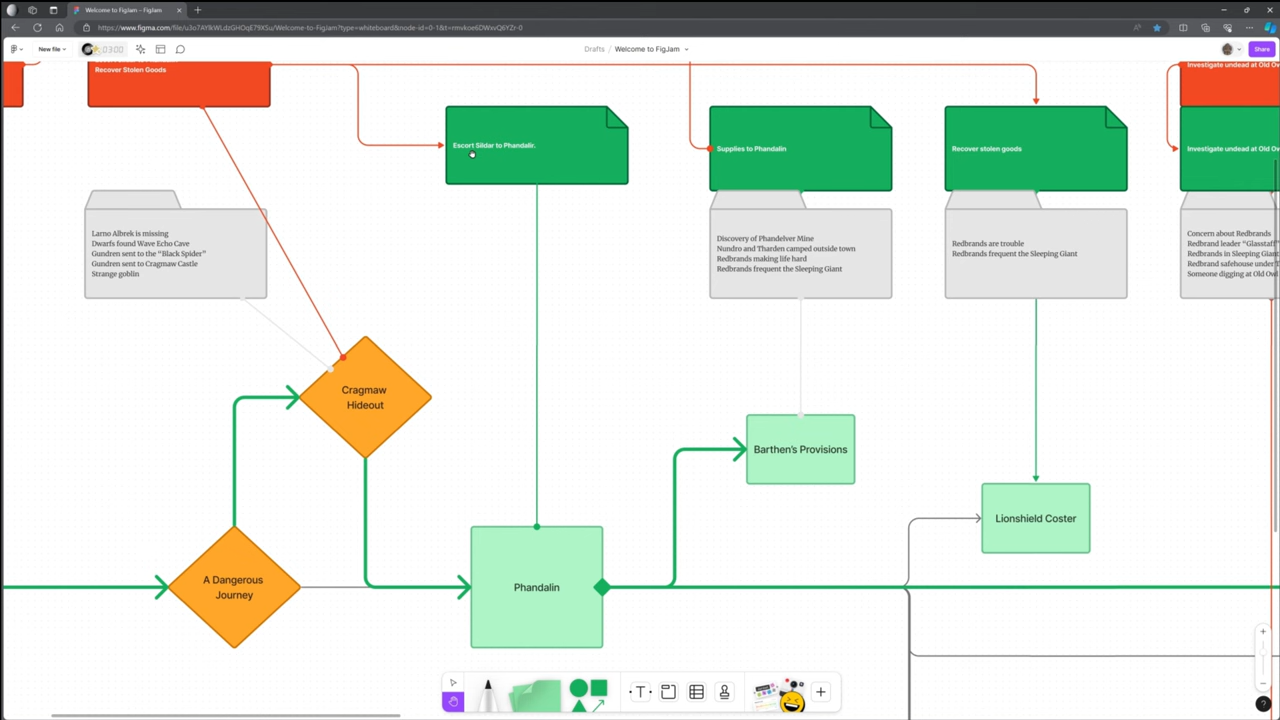 Welcome to FigJam – FigJam
https://www.figma.com/file/u3o7AYlkWLdzGHOqE79XSu/Welcome-to-FigJam?type=whiteboard&node-id=0-1&t=rmvkoe6DWsvQ6YZr-0
New file
03:00
Drafts / Welcome to FigJam
Share
Recover Stolen Goods
Investigate undead at Old Ow
Escort Sildar to Phandalir.
Supplies to Phandalin
Recover stolen goods
Investigate undead at Old Ow
Larno Albrek is missing
Dwarfs found Wave Echo Cave
Gundren sent to the “Black Spider”
Gundren sent to Cragmaw Castle
Strange goblin
Discovery of Phandelver Mine
Nundro and Tharden camped outside town
Redbrands making life hard
Redbrands frequent the Sleeping Giant
Redbrands are trouble
Redbrands frequent the Sleeping Giant
Concern about Redbrands
Redbrand leader “Glasstaff”
Redbrands in Sleeping Gian
Redbrand safehouse under T
Someone digging at Old Owl
Cragmaw
Hideout
Barthen's Provisions
Lionshield Coster
A Dangerous
Journey
Phandalin
T